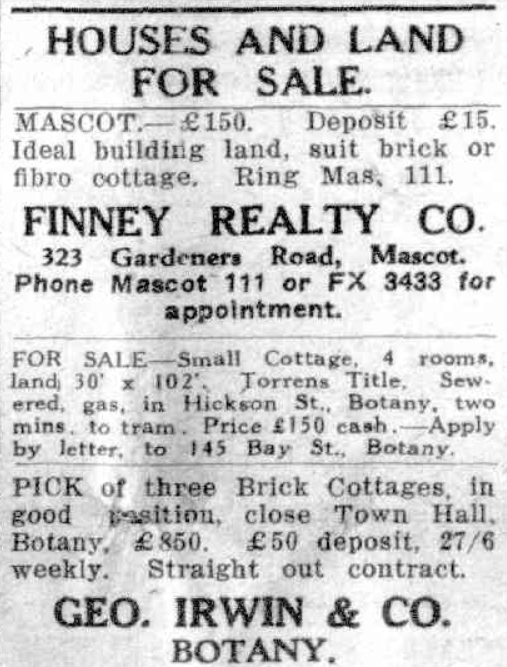 HOUSES AND LAND
FOR SALE.
MASCOT.—£150. Deposit £15.
Ideal building land, suit brick or
fibro cottage. Ring Mas. 111.
FINNEY REALTY CO.
323 Gardeners Road, Mascot.
Phone Mascot 111 or FX 3433 for
appointment.
FOR SALE—Small Cottage, 4 rooms,
land 30' x 102'. Torrens Title, Sew-
ered, gas, in Hickson St., Botany, two
mins. to tram. Price £150 cash.—Apply
by letter, to 145 Bay St., Botany.
PICK of three Brick Cottages, in
good position, close Town Hall,
Botany, £850. £50 deposit, 27/6
weekly. Straight out contract.
GEO. IRWIN & CO.
BOTANY.